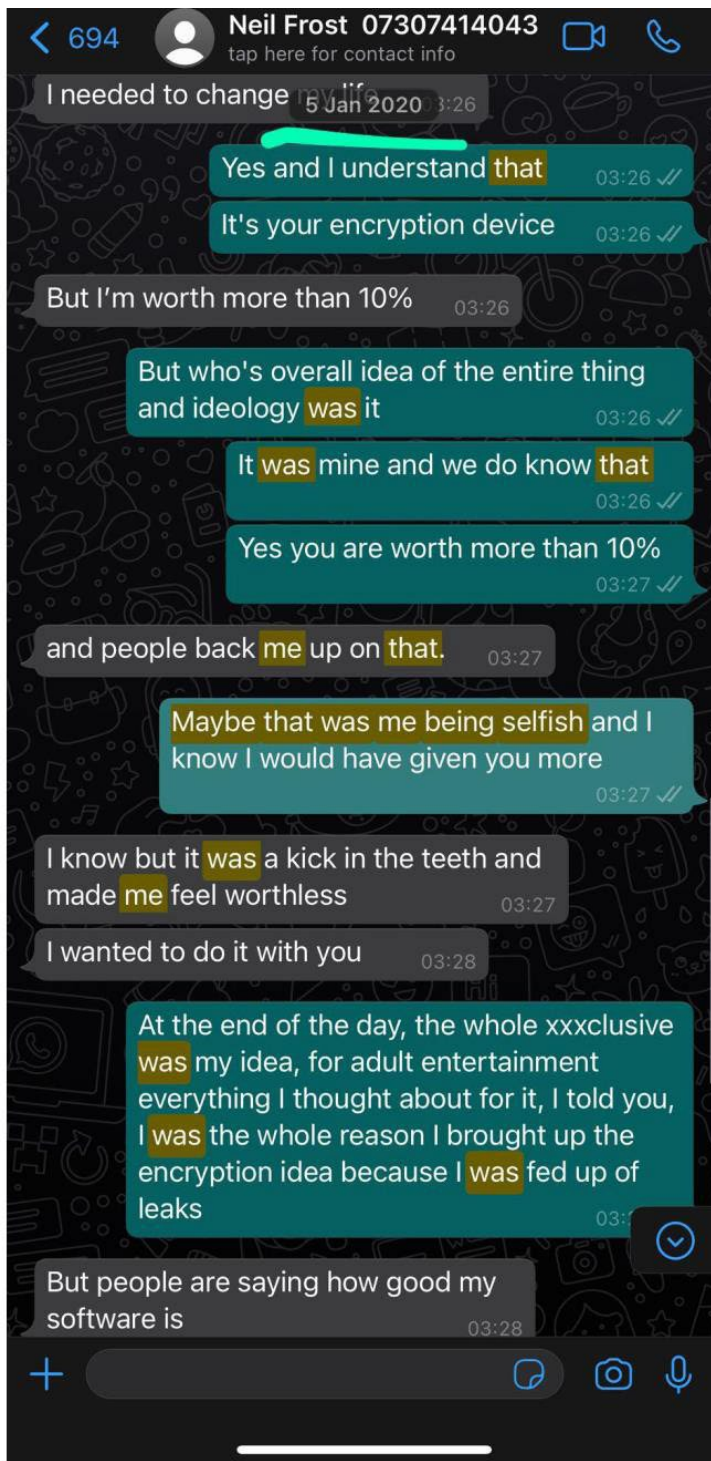 694
Neil Frost 07307414043
tap here for contact info
I needed to change my life 03:26
5 Jan 2020
Yes and I understand that 03:26
It's your encryption device 03:26
But I'm worth more than 10% 03:26
But who's overall idea of the entire thing
and ideology was it 03:26
It was mine and we do know that
03:26
Yes you are worth more than 10%
03:27
and people back me up on that. 03:27
Maybe that was me being selfish and I
know I would have given you more
03:27
I know but it was a kick in the teeth and
made me feel worthless 03:27
I wanted to do it with you 03:28
At the end of the day, the whole xxxclusive
was my idea, for adult entertainment
everything I thought about for it, I told you,
I was the whole reason I brought up the
encryption idea because I was fed up of
leaks
But people are saying how good my
software is 03:28